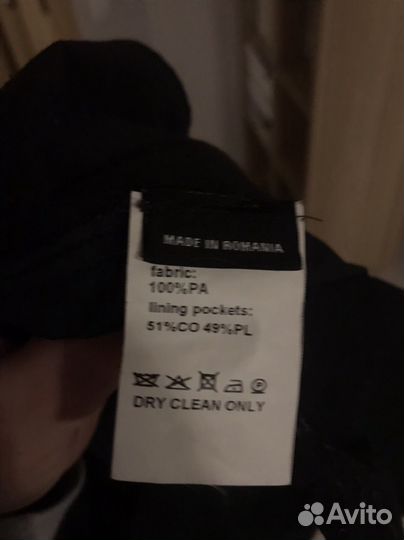 MADE IN ROMANIA
fabric:
100%PA
lining pockets:
51%CO 49%PL
DRY CLEAN ONLY
Avito